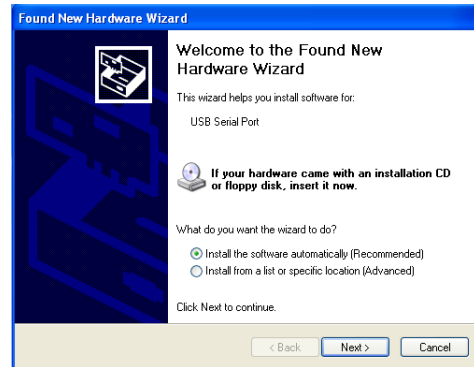 Found New Hardware Wizard
Welcome to the Found New
Hardware Wizard
This wizard helps you install software for:
USB Serial Port
If your hardware came with an installation CD
or floppy disk, insert it now.
What do you want the wizard to do?
Install the software automatically (Recommended)
Install from a list or specific location (Advanced)
Click Next to continue.
< Back
Next >
Cancel